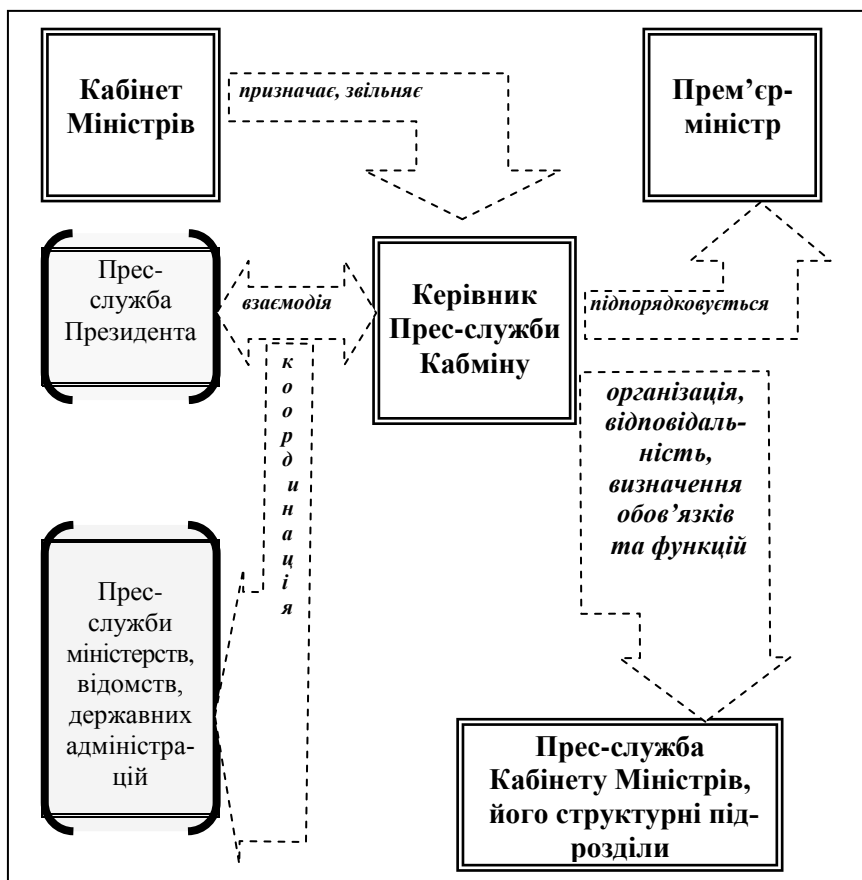 Кабінет
Міністрів
призначає, звільняє
Прем’єр-
міністр
Прес-
служба
Президента
взаємодія
Керівник
Прес-служби
Кабміну
підпорядковується
координація
організація,
відповідаль-
ність,
визначення
обов’язків
та функцій
Прес-
служби
міністерств,
відомств,
державних
адміністра-
цій
Прес-служба
Кабінету Міністрів,
його структурні під-
розділи